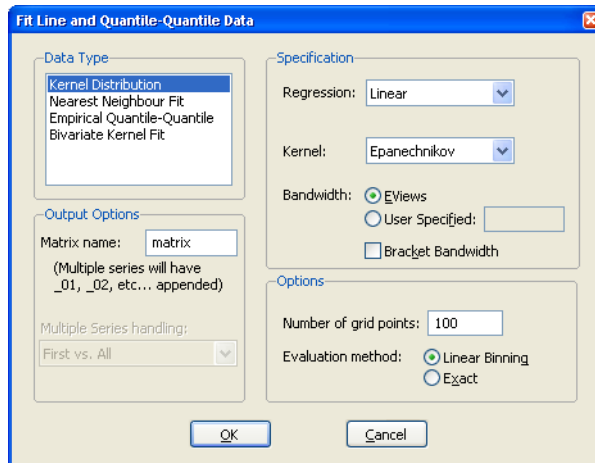 Fit Line and Quantile-Quantile Data
Data Type
Kernel Distribution
Nearest Neighbour Fit
Empirical Quantile-Quantile
Bivariate Kernel Fit
Output Options
Matrix name: matrix
(Multiple series will have
_01, _02, etc... appended)
Multiple Series handling:
First vs. All
Specification
Regression: Linear
Kernel: Epanechnikov
Bandwidth: EViews
User Specified:
Bracket Bandwidth
Options
Number of grid points: 100
Evaluation method: Linear Binning
Exact
OK
Cancel